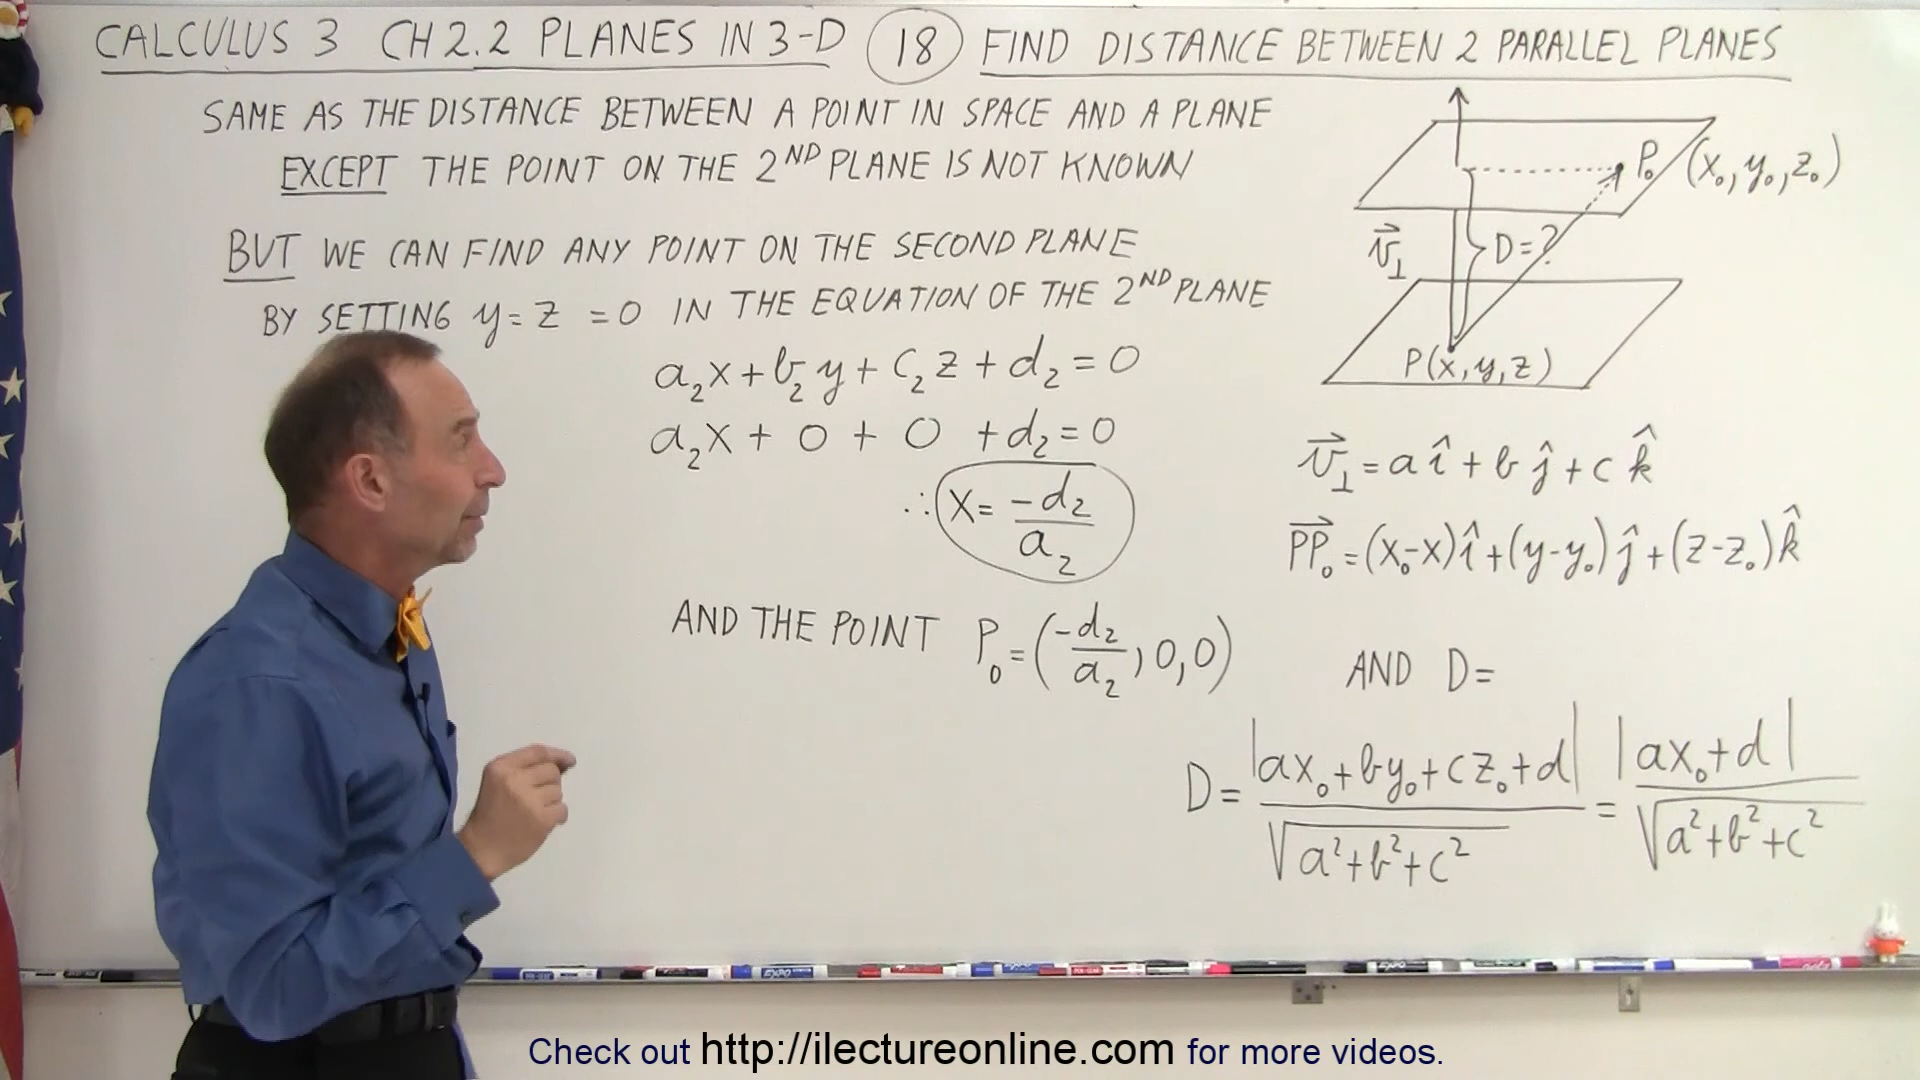 CALCULUS 3 CH 2.2 PLANES IN 3-D (18) FIND DISTANCE BETWEEN 2 PARALLEL PLANES
SAME AS THE DISTANCE BETWEEN A POINT IN SPACE AND A PLANE
EXCEPT THE POINT ON THE 2ND PLANE IS NOT KNOWN
BUT WE CAN FIND ANY POINT ON THE SECOND PLANE
BY SETTING y=z =0 IN THE EQUATION OF THE 2ND PLANE
a₂x+b₂y+c₂z+d₂=0
a₂x+0+0+d₂=0
∴ x= -d₂/a₂
AND THE POINT P₀=(-d₂/a₂,0,0)
P₀(x₀,y₀,z₀)
v⃗⊥
D=?
P(x,y,z)
v⃗⊥=aî+bĵ+ck̂
PP₀⃗=(x₀-x)î+(y-y₀)ĵ+(z-z₀)k̂
AND D=
D=|ax₀+by₀+cz₀+d|/√(a²+b²+c²)=|ax₀+d|/√(a²+b²+c²)
EXPO
Check out http://ilectureonline.com for more videos.